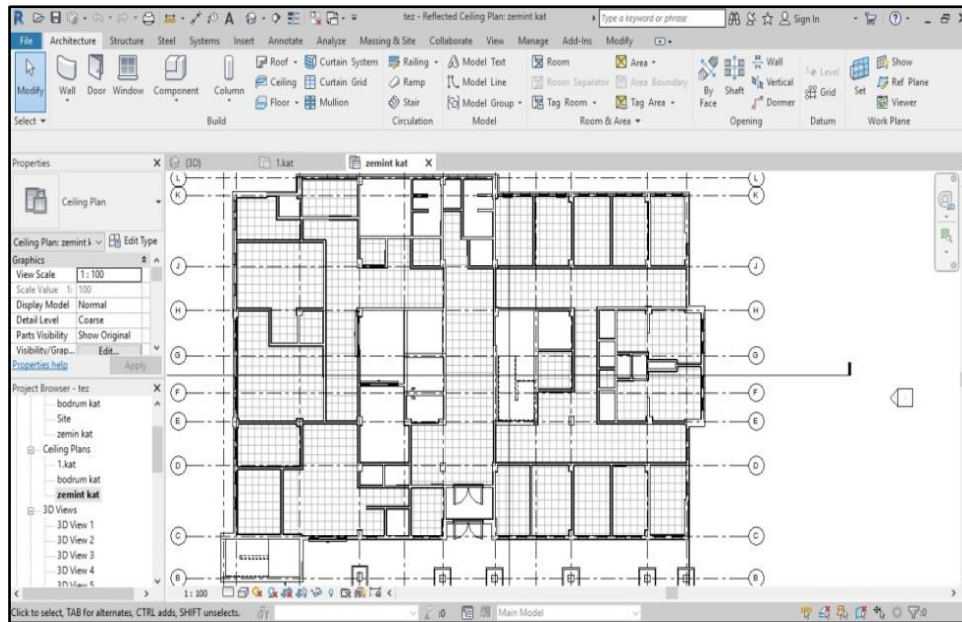 R A tez - Reflected Ceiling Plan: zemint kat Type a keyword or phrase Sign In
File Architecture Structure Steel Systems Insert Annotate Analyze Massing & Site Collaborate View Manage Add-Ins Modify
Modify Wall Door Window Component Column Roof Curtain System Railing Model Text Room Area By Face Shaft Wall Level Set Show
Ceiling Curtain Grid Ramp Model Line Room Separator Area Boundary Vertical Grid Ref Plane
Floor Mullion Stair Model Group Tag Room Tag Area Dormer Viewer
Select Build Circulation Model Room & Area Opening Datum Work Plane
Properties X {3D} 1.kat zemint kat X
Ceiling Plan
Ceiling Plan: zemint k Edit Type
Graphics
View Scale 1 : 100
Scale Value 1: 100
Display Model Normal
Detail Level Coarse
Parts Visibility Show Original
Visibility/Grap... Edit...
Properties help Apply
Project Browser - tez X
bodrum kat
Site
zemin kat
Ceiling Plans
1.kat
bodrum kat
zemint kat
3D Views
3D View 1
3D View 2
3D View 3
3D View 4
3D View 5
L L
K K
J J
H H
G G
F F
E E
D D
C C
B B
1 : 100
Click to select, TAB for alternates, CTRL adds, SHIFT unselects. :0 Main Model :0